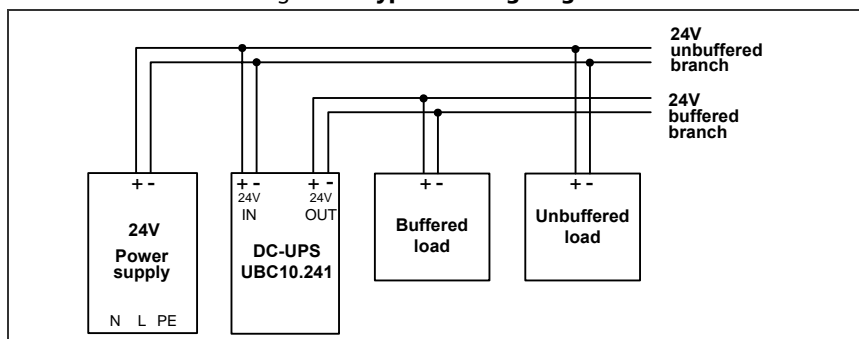 24V
unbuffered
branch
24V
buffered
branch
+ -
24V
Power
supply
N L PE
+ - + -
24V 24V
IN OUT
DC-UPS
UBC10.241
+ -
Buffered
load
+ -
Unbuffered
load